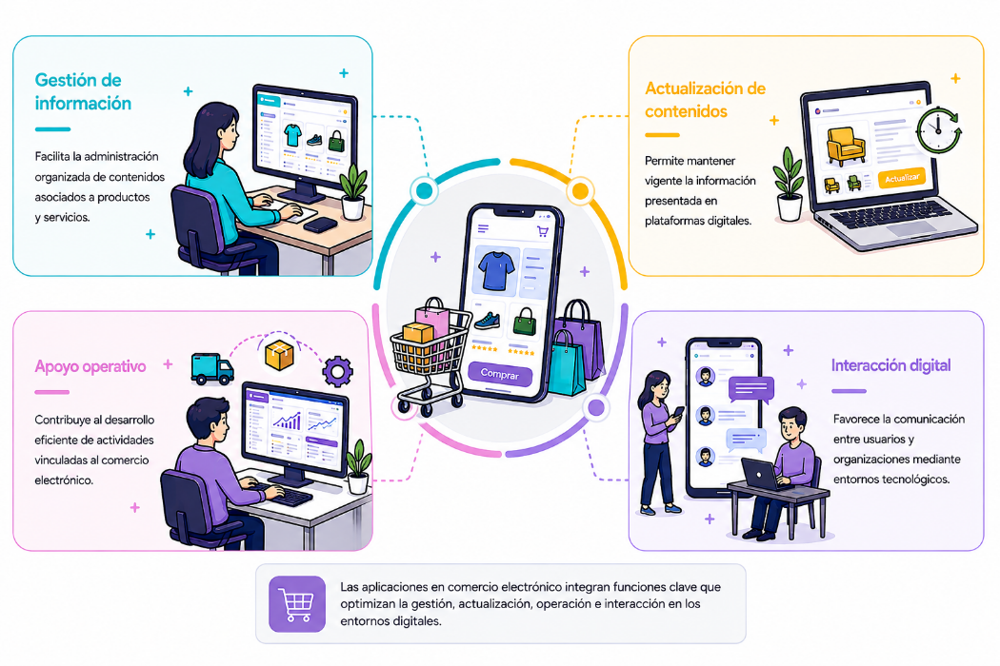 Gestión de
información
Facilita la administración
organizada de contenidos
asociados a productos
y servicios.
Actualización de
contenidos
Permite mantener
vigente la información
presentada en
plataformas digitales.
Actualizar
Comprar
Apoyo operativo
Contribuye al desarrollo
eficiente de actividades
vinculadas al comercio
electrónico.
Interacción digital
Favorece la comunicación
entre usuarios y
organizaciones mediante
entornos tecnológicos.
Las aplicaciones en comercio electrónico integran funciones clave que
optimizan la gestión, actualización, operación e interacción en los
entornos digitales.